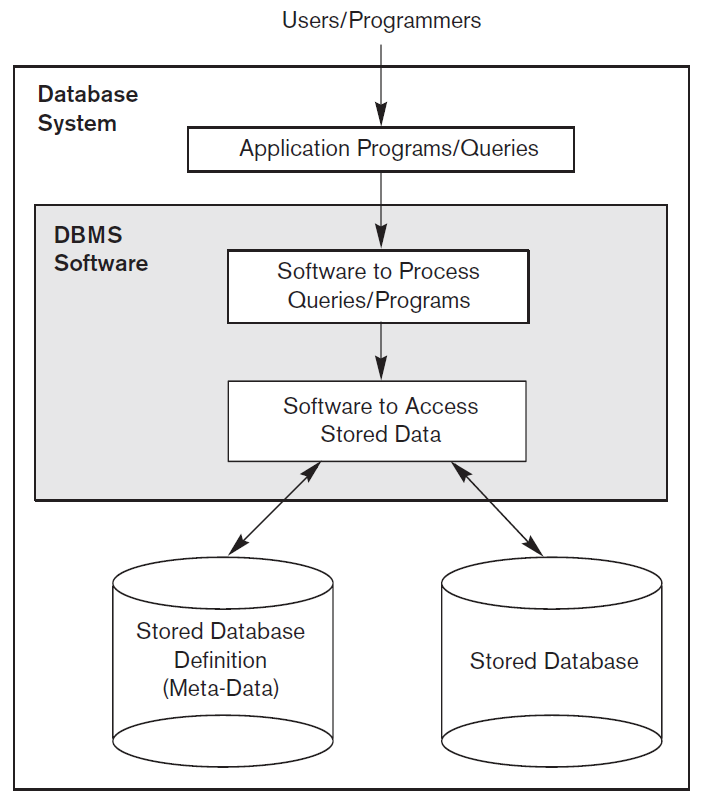 Users/Programmers
Database
System
Application Programs/Queries
DBMS
Software
Software to Process
Queries/Programs
Software to Access
Stored Data
Stored Database
Definition
(Meta-Data)
Stored Database